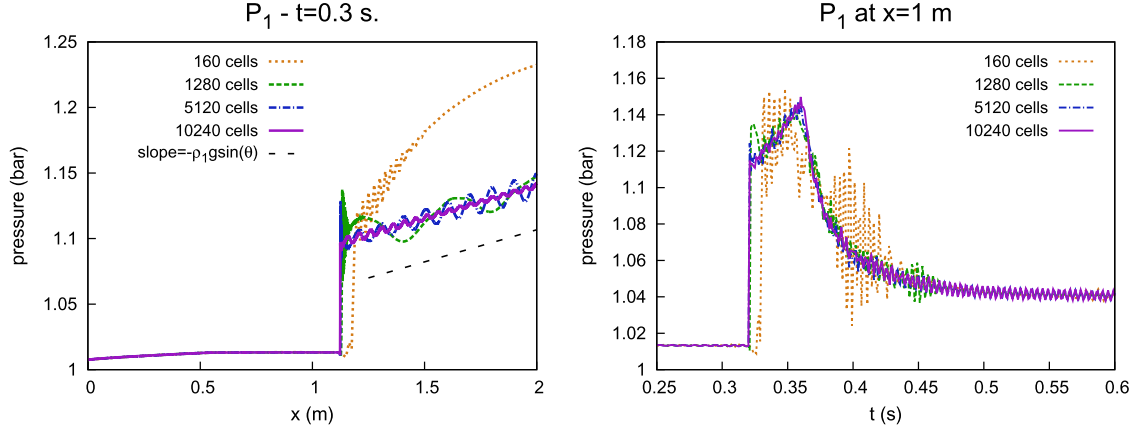 P₁ - t=0.3 s.
1.25
1.2
1.15
1.1
1.05
1
pressure (bar)
160 cells
1280 cells
5120 cells
10240 cells
slope=-ρ₁gsin(θ)
0
0.5
1
1.5
2
x (m)
P₁ at x=1 m
1.18
1.16
1.14
1.12
1.1
1.08
1.06
1.04
1.02
1
pressure (bar)
160 cells
1280 cells
5120 cells
10240 cells
0.25
0.3
0.35
0.4
0.45
0.5
0.55
0.6
t (s)